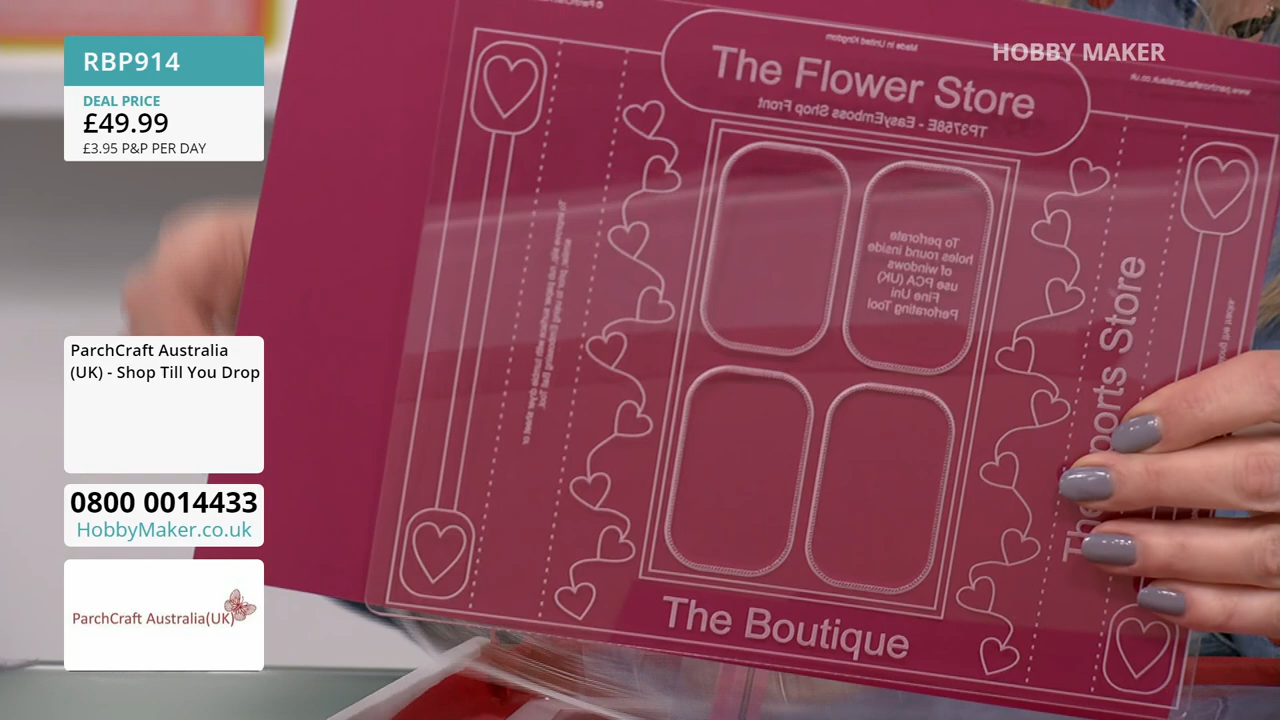 RBP914
DEAL PRICE
£49.99
£3.95 P&P PER DAY
ParchCraft Australia
(UK) - Shop Till You Drop
0800 0014433
HobbyMaker.co.uk
ParchCraft Australia(UK)
HOBBY MAKER
Made in United Kingdom
The Flower Store
TP3758E - EasyEmboss Shop Front
To perforate
holes round inside
of windows
use PCA (UK)
Fine Uni
Perforating Tool
Store
The Boutique